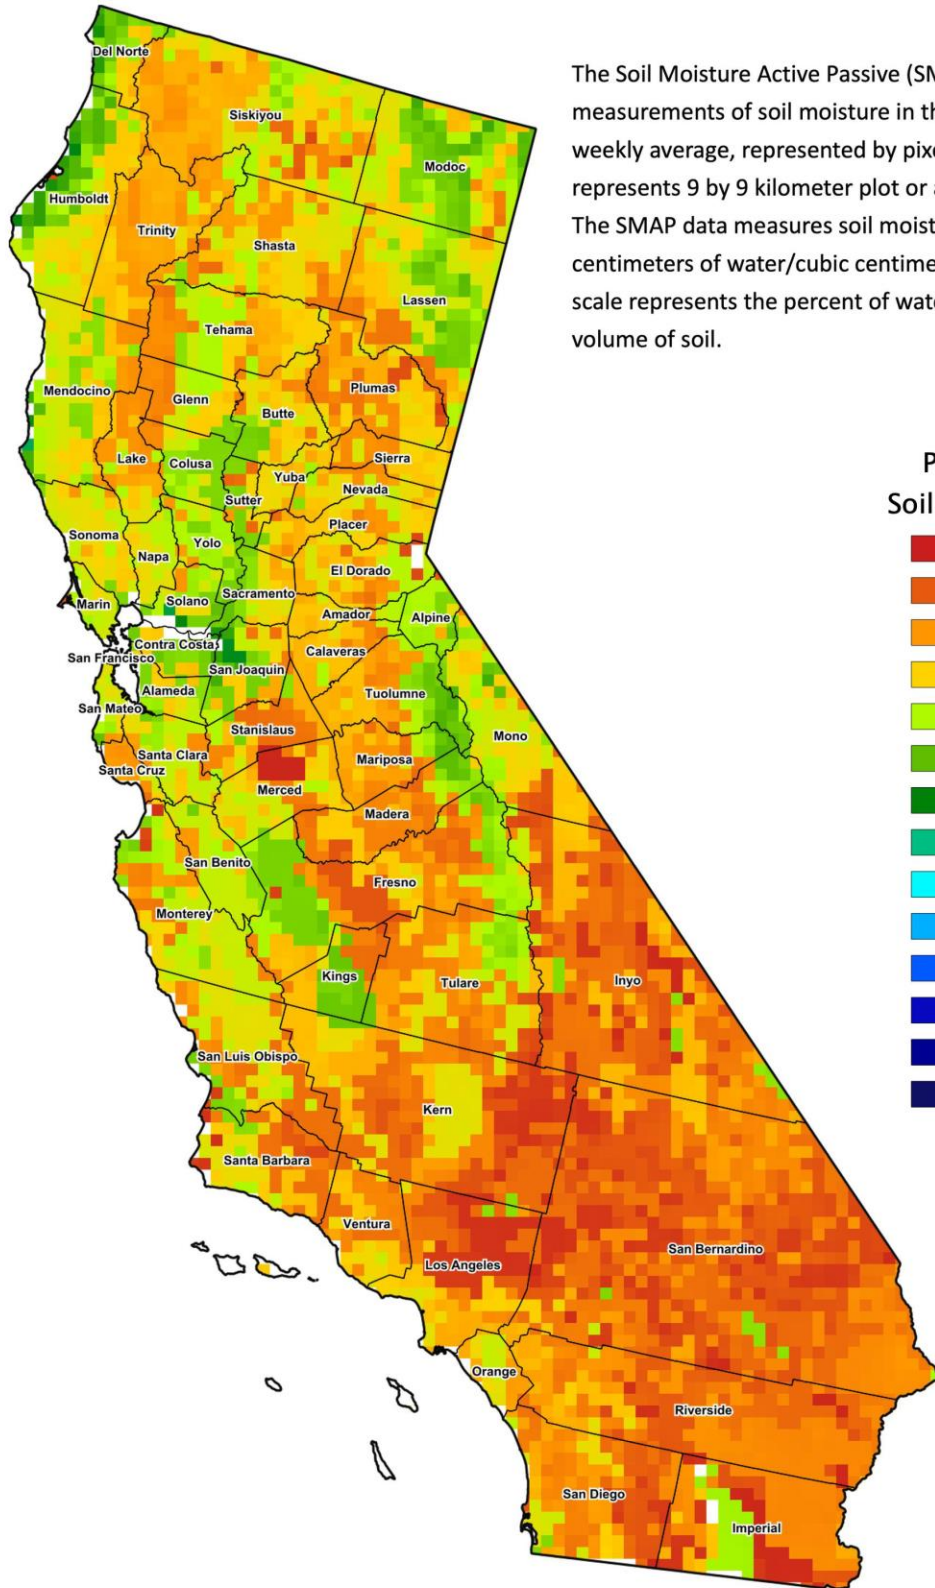 The Soil Moisture Active Passive (SM
measurements of soil moisture in th
weekly average, represented by pixe
represents 9 by 9 kilometer plot or a
The SMAP data measures soil moist
centimeters of water/cubic centime
scale represents the percent of wate
volume of soil.
P
Soil
Del Norte
Siskiyou
Modoc
Humboldt
Trinity
Shasta
Lassen
Tehama
Mendocino
Glenn
Butte
Plumas
Lake
Colusa
Sierra
Yuba
Nevada
Sutter
Placer
Sonoma
Yolo
Napa
El Dorado
Sacramento
Solano
Marin
Amador
Alpine
Contra Costa
Calaveras
San Francisco
San Joaquin
Alameda
Tuolumne
San Mateo
Stanislaus
Mono
Santa Clara
Mariposa
Santa Cruz
Merced
Madera
San Benito
Fresno
Monterey
Kings
Tulare
Inyo
San Luis Obispo
Kern
Santa Barbara
Ventura
San Bernardino
Los Angeles
Orange
Riverside
San Diego
Imperial